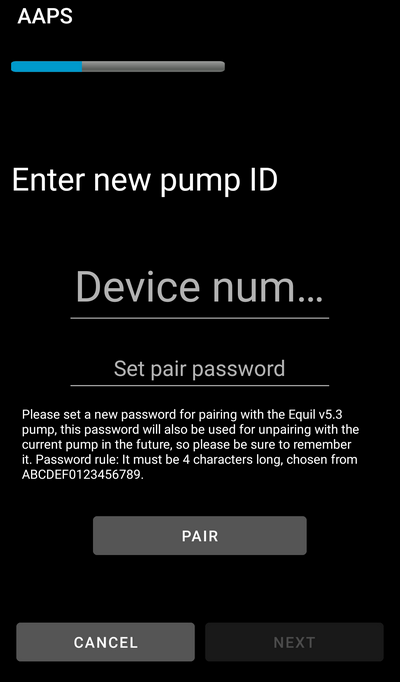 AAPS
Enter new pump ID
Device num...
Set pair password
Please set a new password for pairing with the Equil v5.3
pump, this password will also be used for unpairing with the
current pump in the future, so please be sure to remember
it. Password rule: It must be 4 characters long, chosen from
ABCDEF0123456789.
PAIR
CANCEL
NEXT